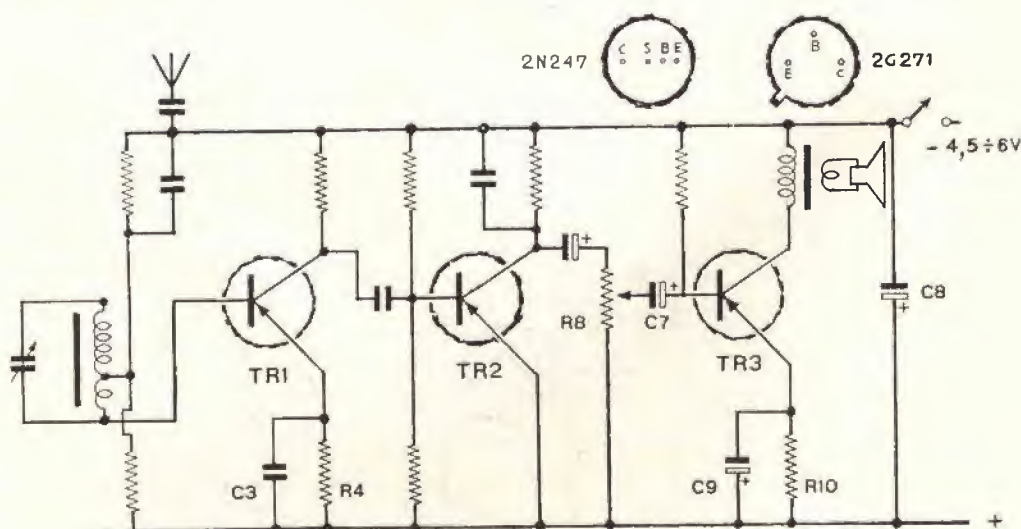 2N247
C S B E
B
E C
2G271
- 4,5÷6V
+
+
C8
R8
C7
+
TR1
TR2
TR3
+
C3
R4
C9
+
R10
+